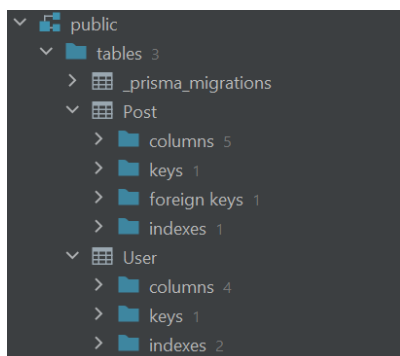 public
tables 3
_prisma_migrations
Post
columns 5
keys 1
foreign keys 1
indexes 1
User
columns 4
keys 1
indexes 2